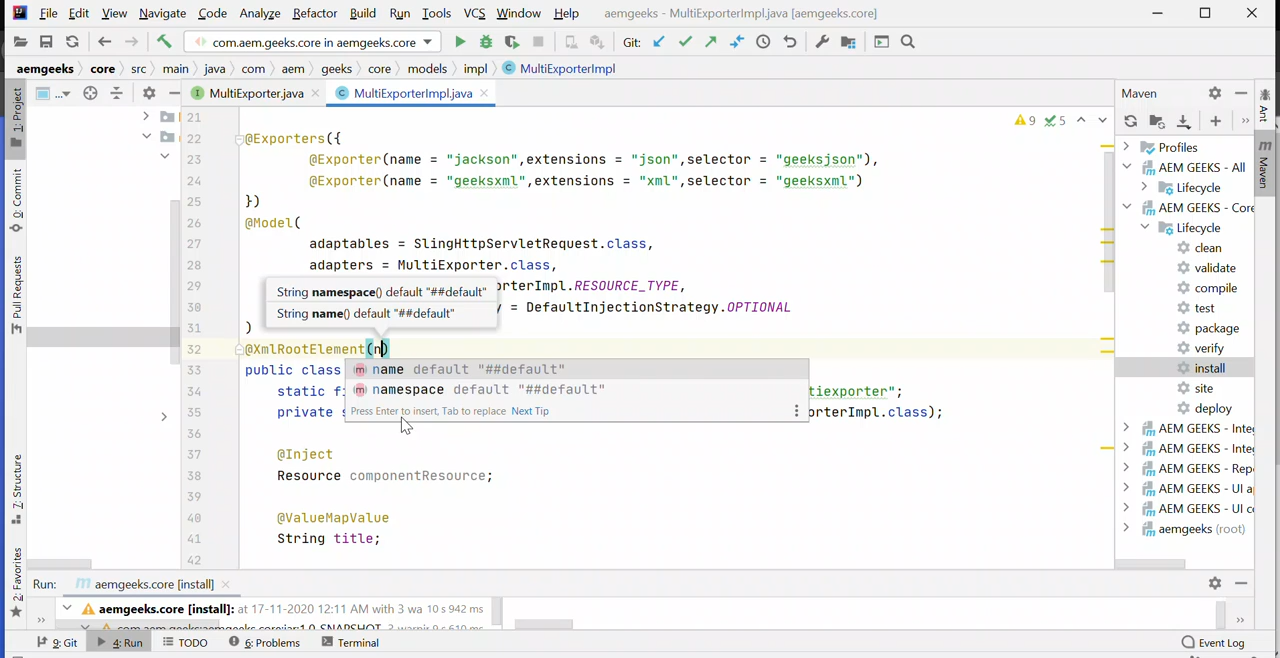 File Edit View Navigate Code Analyze Refactor Build Run Tools VCS Window Help aemgeeks - MultiExporterImpl.java [aemgeeks.core]
com.aem.geeks.core in aemgeeks.core Git:
aemgeeks core src main java com aem geeks core models impl MultiExporterImpl
1: Project
... MultiExporter.java MultiExporterImpl.java
Maven
Ant
Maven
21
9 5
22 @Exporters({
23 @Exporter(name = "jackson",extensions = "json",selector = "geeksjson"),
24 @Exporter(name = "geeksxml",extensions = "xml",selector = "geeksxml")
25 })
26 @Model(
27 adaptables = SlingHttpServletRequest.class,
28 adapters = MultiExporter.class,
29 orterImpl.RESOURCE_TYPE,
30 y = DefaultInjectionStrategy.OPTIONAL
31 )
String namespace() default "##default"
String name() default "##default"
32 @XmlRootElement(n)
33 public class
34 static fi tiexporter";
35 private s orterImpl.class);
name default "##default"
namespace default "##default"
Press Enter to insert, Tab to replace Next Tip
36
37 @Inject
38 Resource componentResource;
39
40 @ValueMapValue
41 String title;
42
Profiles
AEM GEEKS - All
Lifecycle
AEM GEEKS - Core
Lifecycle
clean
validate
compile
test
package
verify
install
site
deploy
AEM GEEKS - Integ
AEM GEEKS - Integ
AEM GEEKS - Repo
AEM GEEKS - UI a
AEM GEEKS - UI co
aemgeeks (root)
0: Commit
Pull Requests
7: Structure
2: Favorites
Run: aemgeeks.core [install]
aemgeeks.core [install]: at 17-11-2020 12:11 AM with 3 wa 10 s 942 ms
9: Git 4: Run TODO 6: Problems Terminal Event Log